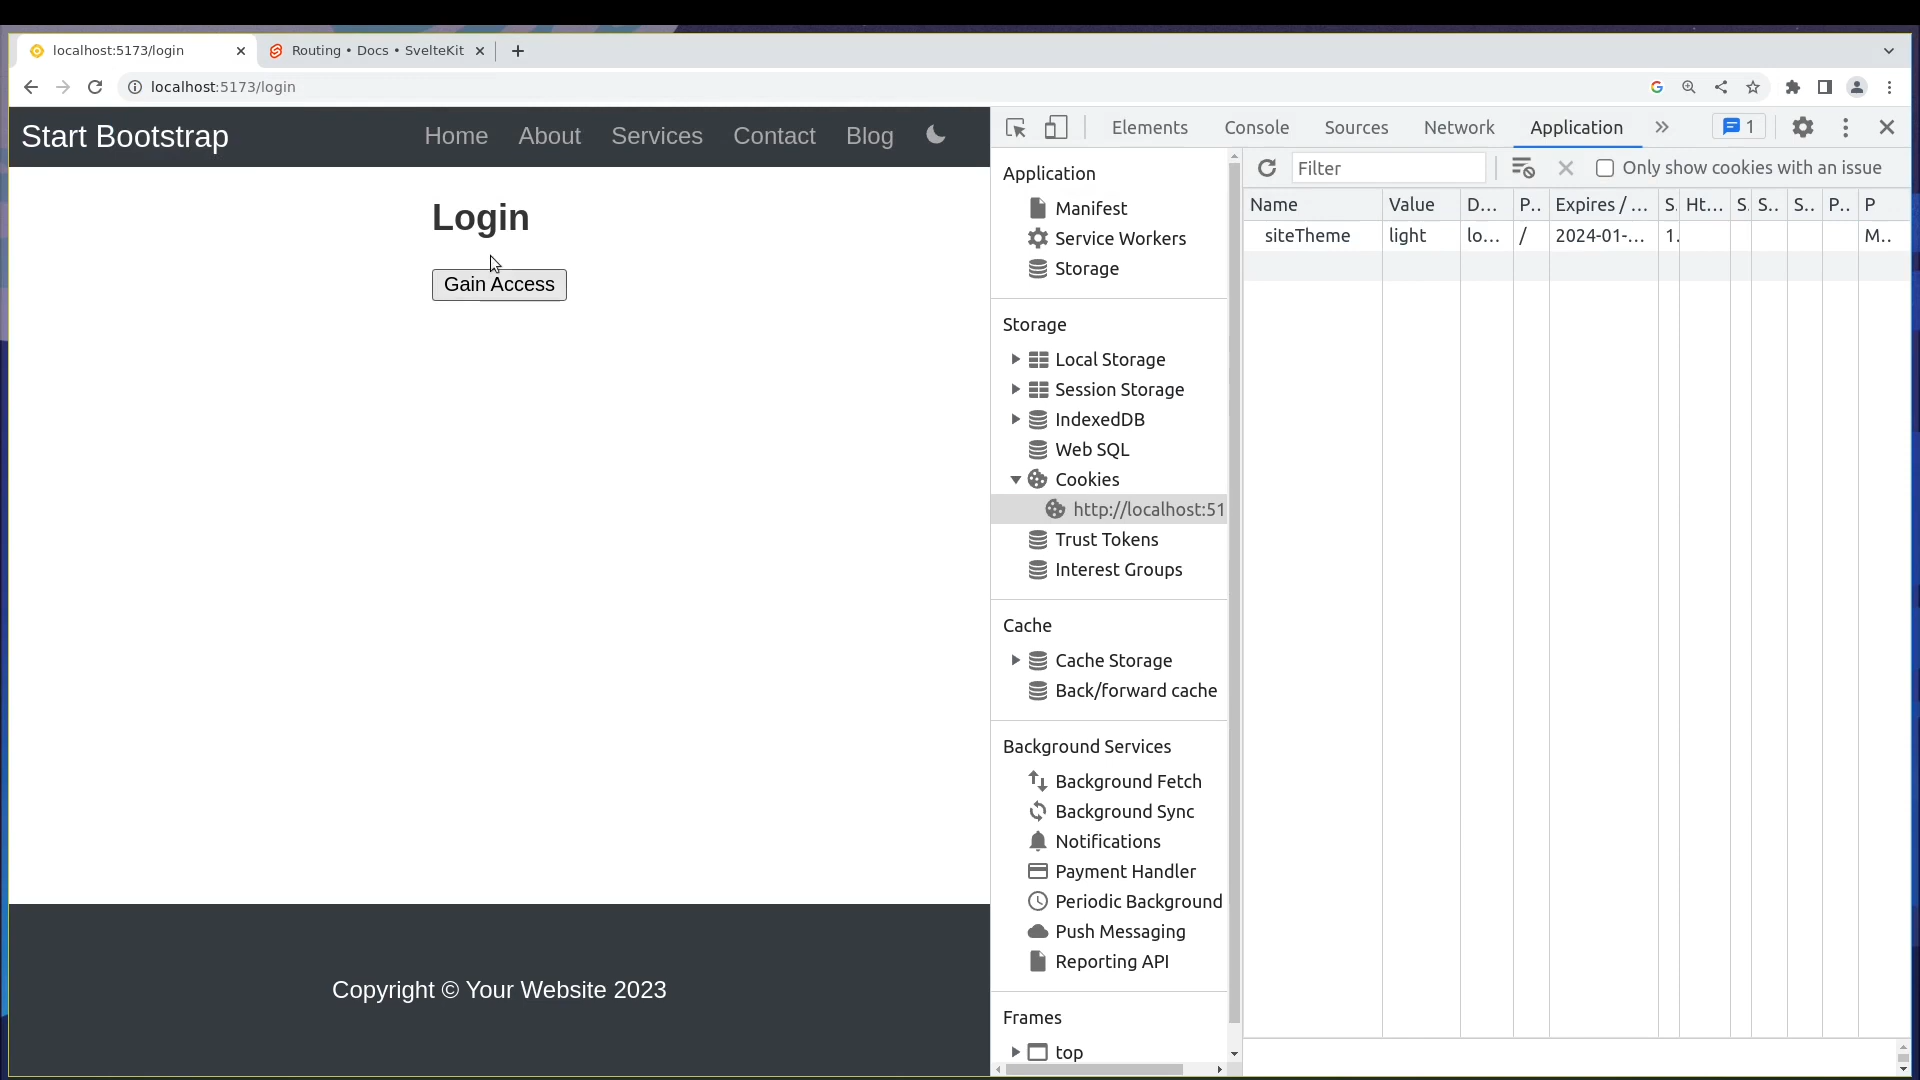 localhost:5173/login
Routing • Docs • SvelteKit
localhost:5173/login
Start Bootstrap
Home
About
Services
Contact
Blog
Login
Gain Access
Copyright © Your Website 2023
Elements
Console
Sources
Network
Application
1
Application
Manifest
Service Workers
Storage
Storage
Local Storage
Session Storage
IndexedDB
Web SQL
Cookies
http://localhost:51
Trust Tokens
Interest Groups
Cache
Cache Storage
Back/forward cache
Background Services
Background Fetch
Background Sync
Notifications
Payment Handler
Periodic Background
Push Messaging
Reporting API
Frames
top
Filter
Only show cookies with an issue
Name Value D... P.. Expires / ... S. Ht... S. S.. S.. P.. P
siteTheme light lo... / 2024-01-... 1. M..